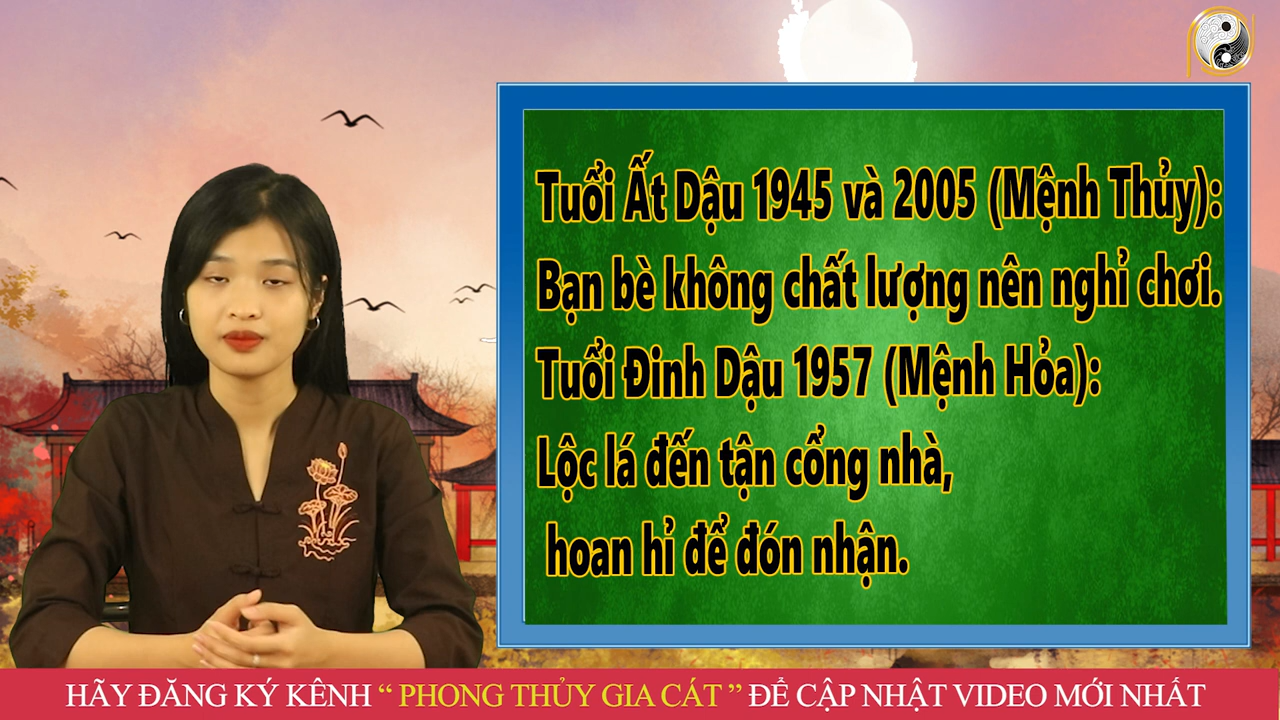 Tuổi Ất Dậu 1945 và 2005 (Mệnh Thủy):
Bạn bè không chất lượng nên nghỉ chơi.
Tuổi Đinh Dậu 1957 (Mệnh Hỏa):
Lộc lá đến tận cổng nhà,
hoan hỉ để đón nhận.
HÃY ĐĂNG KÝ KÊNH “ PHONG THỦY GIA CÁT ” ĐỂ CẬP NHẬT VIDEO MỚI NHẤT